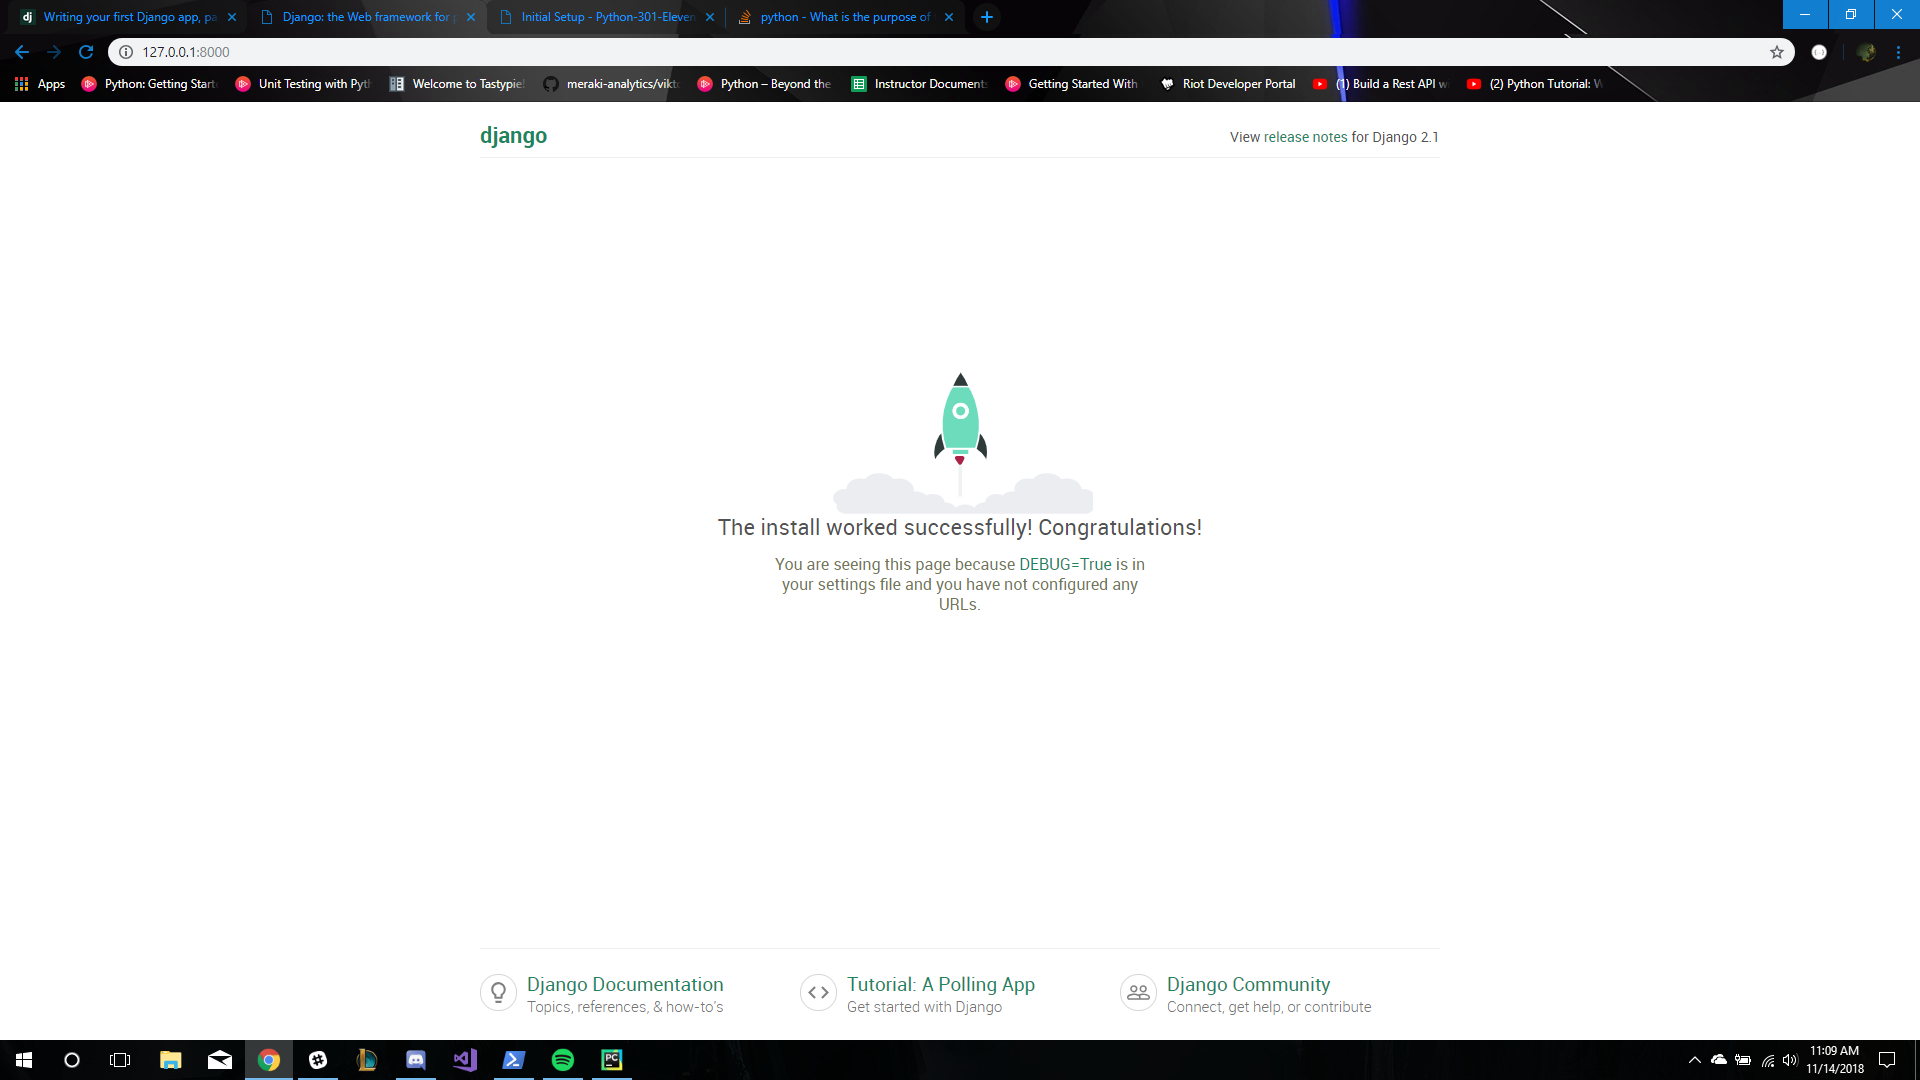 dj Writing your first Django app, pa
Django: the Web framework for
Initial Setup - Python-301-Eleven
python - What is the purpose of
127.0.0.1:8000
Apps
Python: Getting Start
Unit Testing with Pyth
Welcome to Tastypie!
meraki-analytics/vikto
Python – Beyond the
Instructor Documents
Getting Started With
Riot Developer Portal
(1) Build a Rest API w
(2) Python Tutorial: W
django
View release notes for Django 2.1
The install worked successfully! Congratulations!
You are seeing this page because DEBUG=True is in
your settings file and you have not configured any
URLs.
Django Documentation
Topics, references, & how-to's
Tutorial: A Polling App
Get started with Django
Django Community
Connect, get help, or contribute
PC
11:09 AM
11/14/2018